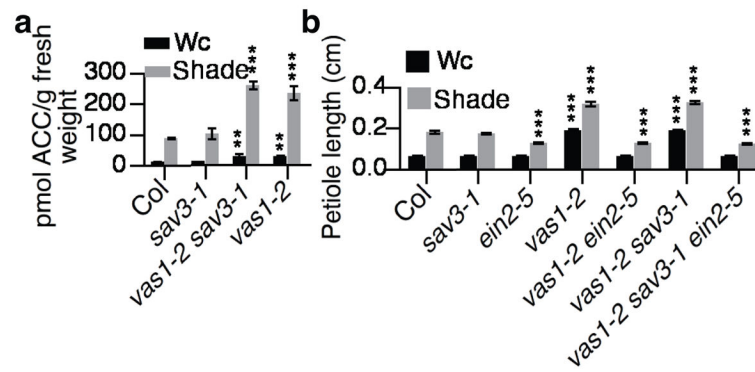 a
pmol ACC/g fresh
weight
300
200
100
0
Wc
Shade
**
***
**
***
Col
sav3-1
vas1-2 sav3-1
vas1-2
b
Petiole length (cm)
0.4
0.2
0.0
Wc
Shade
***
***
***
***
***
***
***
Col
sav3-1
ein2-5
vas1-2
vas1-2 ein2-5
vas1-2 sav3-1
vas1-2 sav3-1 ein2-5